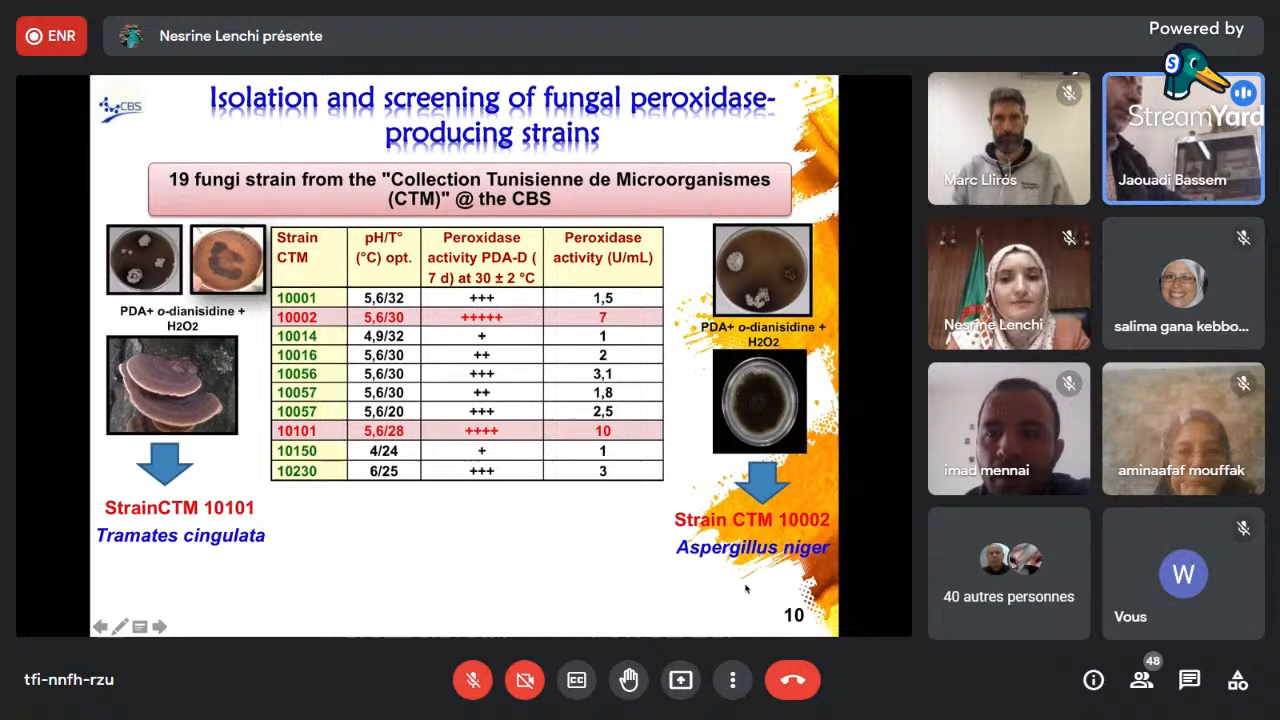 ENR
Nesrine Lenchi présente
Powered by
StreamYard
CBS
Isolation and screening of fungal peroxidase-
producing strains
19 fungi strain from the "Collection Tunisienne de Microorganismes
(CTM)" @ the CBS
Strain CTM | pH/T° (°C) opt. | Peroxidase activity PDA-D ( 7 d) at 30 ± 2 °C | Peroxidase activity (U/mL)
10001 | 5,6/32 | +++ | 1,5
10002 | 5,6/30 | +++++ | 7
10014 | 4,9/32 | + | 1
10016 | 5,6/30 | ++ | 2
10056 | 5,6/30 | +++ | 3,1
10057 | 5,6/30 | ++ | 1,8
10057 | 5,6/20 | +++ | 2,5
10101 | 5,6/28 | ++++ | 10
10150 | 4/24 | + | 1
10230 | 6/25 | +++ | 3
PDA+ o-dianisidine +
H2O2
StrainCTM 10101
Tramates cingulata
PDA+ o-dianisidine +
H2O2
Strain CTM 10002
Aspergillus niger
10
Marc Llirós
Jaouadi Bassem
Nesrine Lenchi
salima gana kebbo...
imad mennai
aminaafaf mouffak
40 autres personnes
W
Vous
tfi-nnfh-rzu
CC
48